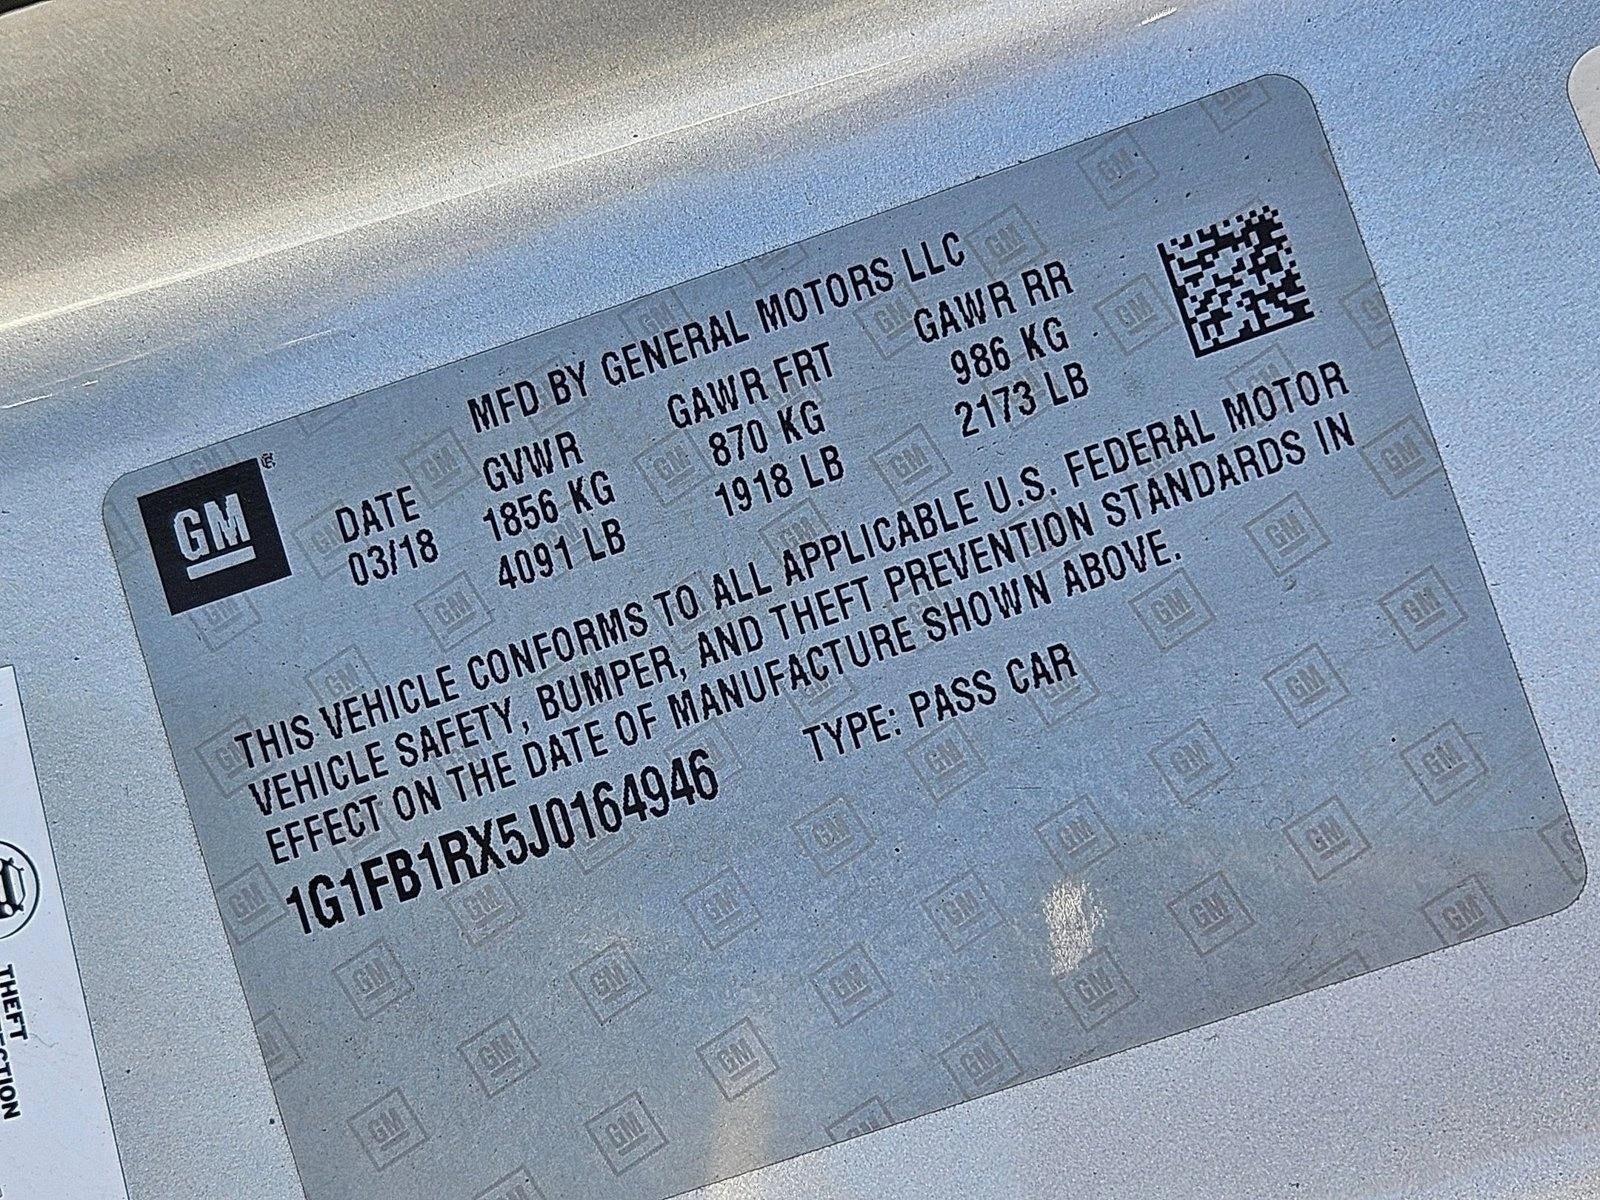 MFD BY GENERAL MOTORS LLC
GM®
DATE GVWR GAWR FRT GAWR RR
03/18 1856 KG 870 KG 986 KG
4091 LB 1918 LB 2173 LB
THIS VEHICLE CONFORMS TO ALL APPLICABLE U.S. FEDERAL MOTOR
VEHICLE SAFETY, BUMPER, AND THEFT PREVENTION STANDARDS IN
EFFECT ON THE DATE OF MANUFACTURE SHOWN ABOVE.
1G1FB1RX5J0164946 TYPE: PASS CAR
THEFT